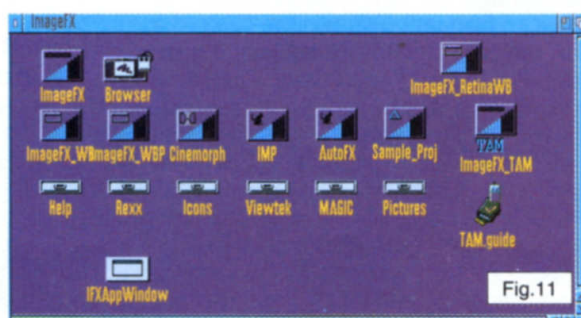 ImageFX
ImageFX Browser ImageFX_RetinaWB
ImageFX_WB ImageFX_WBP Cinemorph IMP AutoFX Sample_Proj TAM
ImageFX_TAM
Help Rexx Icons Viewtek MAGIC Pictures
TAM.guide
IFXAppWindow
Fig.11